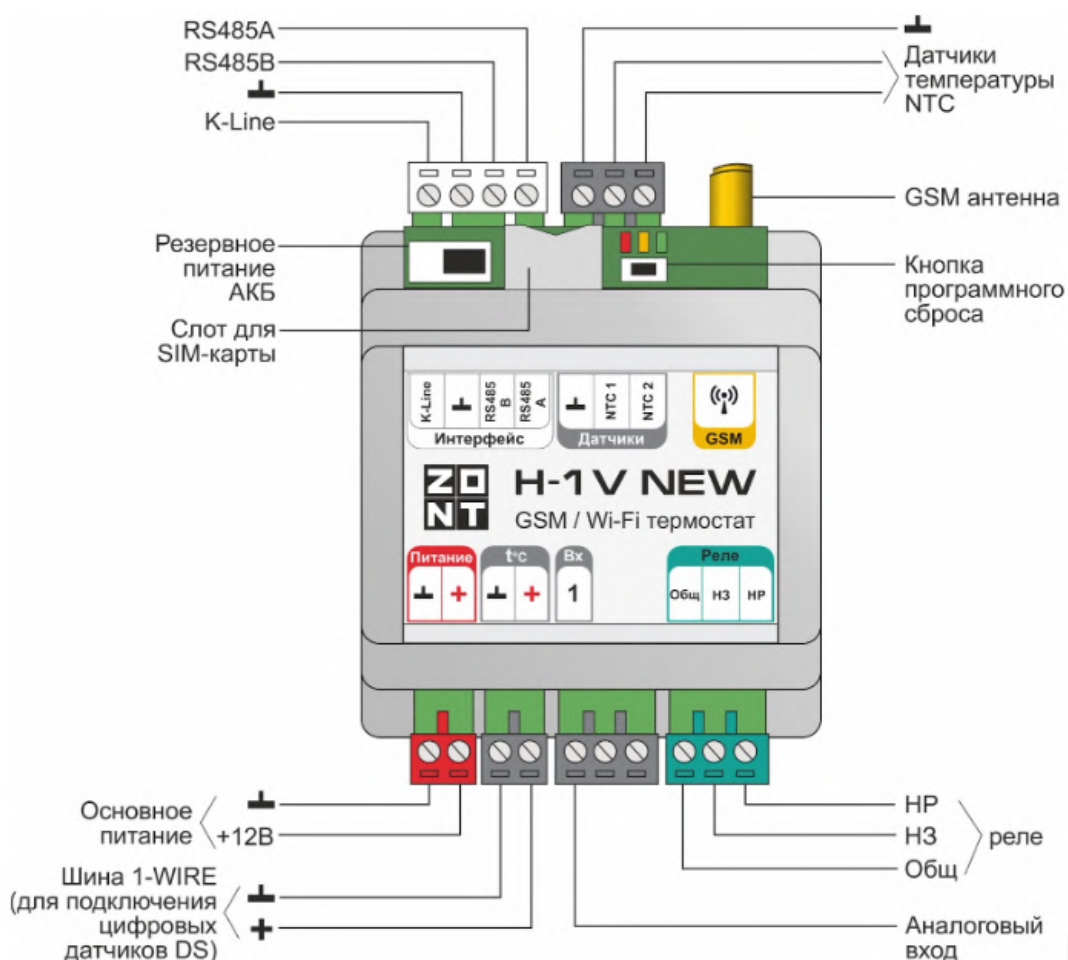 RS485A
RS485B
K-Line
Датчики
температуры
NTC
GSM антенна
Резервное
питание
АКБ
Кнопка
программного
сброса
Слот для
SIM-карты
K-Line
RS485
B
RS485
A
Интерфейс
NTC 1
NTC 2
Датчики
GSM
ZONT
H-1V NEW
GSM / Wi-Fi термостат
Питание
+
t°C
+
Вх
1
Реле
Общ
НЗ
НР
Основное
питание
+12В
Шина 1-WIRE
(для подключения
цифровых
датчиков DS)
+
НР
НЗ
Общ
реле
Аналоговый
вход